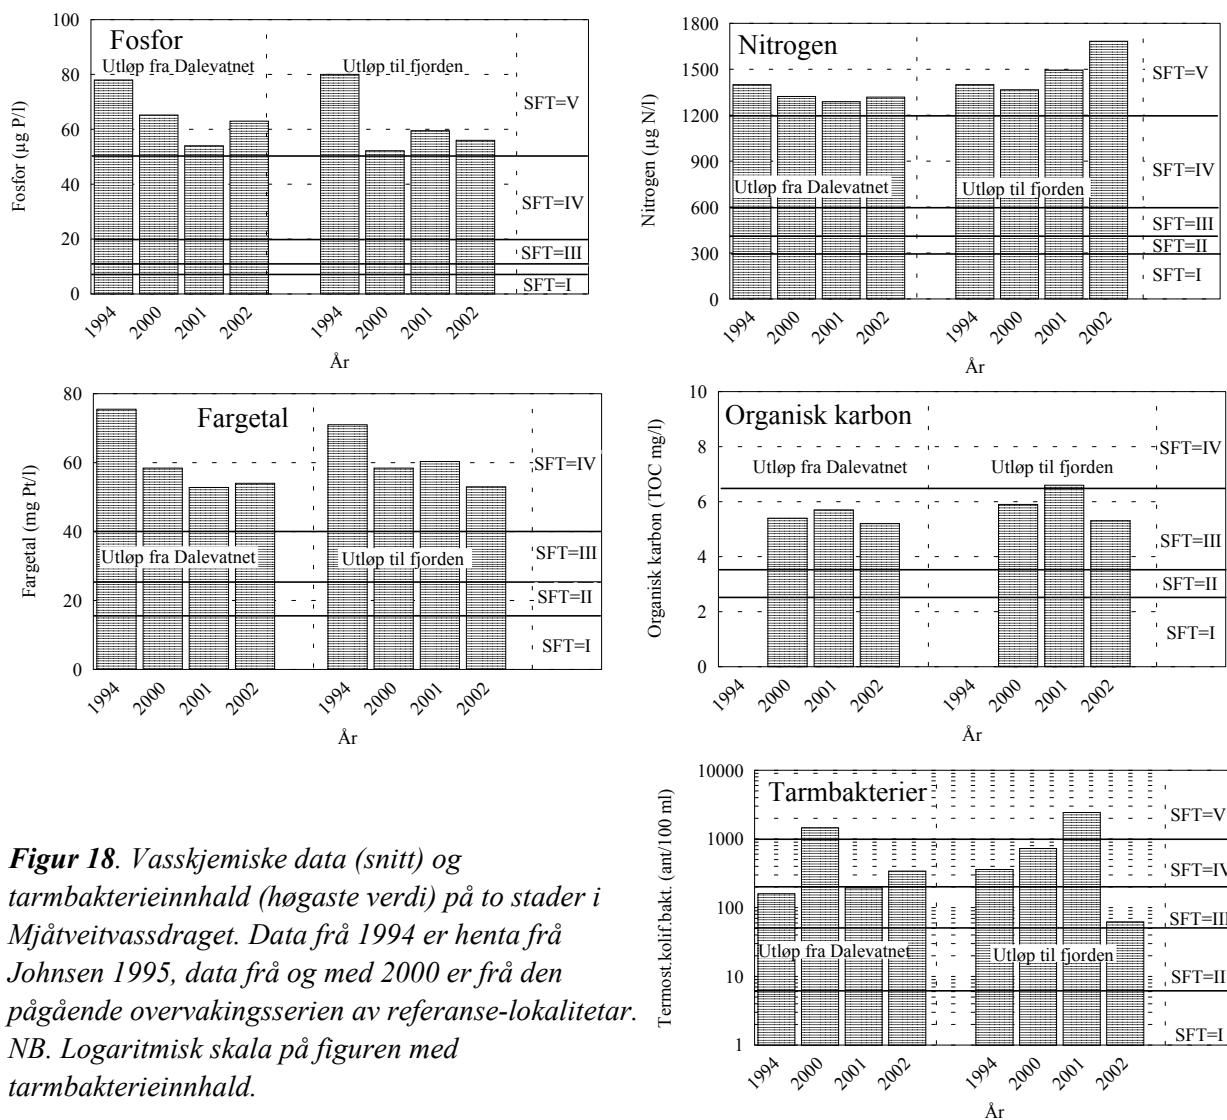 Fosfor
Utløp fra Dalevatnet
Utløp til fjorden
Fosfor (µg P/l)
100
80
60
40
20
0
SFT=V
SFT=IV
SFT=III
SFT=I
1994 2000 2001 2002 1994 2000 2001 2002
År
Nitrogen
Nitrogen (µg N/l)
1800
1500
1200
900
600
300
0
Utløp fra Dalevatnet
Utløp til fjorden
SFT=V
SFT=IV
SFT=III
SFT=II
SFT=I
1994 2000 2001 2002 1994 2000 2001 2002
År
Fargetal
Fargetal (mg Pt/l)
80
60
40
20
0
Utløp fra Dalevatnet
Utløp til fjorden
SFT=IV
SFT=III
SFT=II
SFT=I
1994 2000 2001 2002 1994 2000 2001 2002
År
Organisk karbon
Organisk karbon (TOC mg/l)
10
8
6
4
2
0
Utløp fra Dalevatnet
Utløp til fjorden
SFT=IV
SFT=III
SFT=II
SFT=I
1994 2000 2001 2002 1994 2000 2001 2002
År
Tarmbakterier
Termost.kolif.bakt. (ant/100 ml)
10000
1000
100
10
1
Utløp fra Dalevatnet
Utløp til fjorden
SFT=V
SFT=IV
SFT=III
SFT=II
SFT=I
1994 2000 2001 2002 1994 2000 2001 2002
År
Figur 18. Vasskjemiske data (snitt) og
tarmbakterieinnhald (høgaste verdi) på to stader i
Mjåtveitvassdraget. Data frå 1994 er henta frå
Johnsen 1995, data frå og med 2000 er frå den
pågående overvakingsserien av referanse-lokalitetar.
NB. Logaritmisk skala på figuren med
tarmbakterieinnhald.